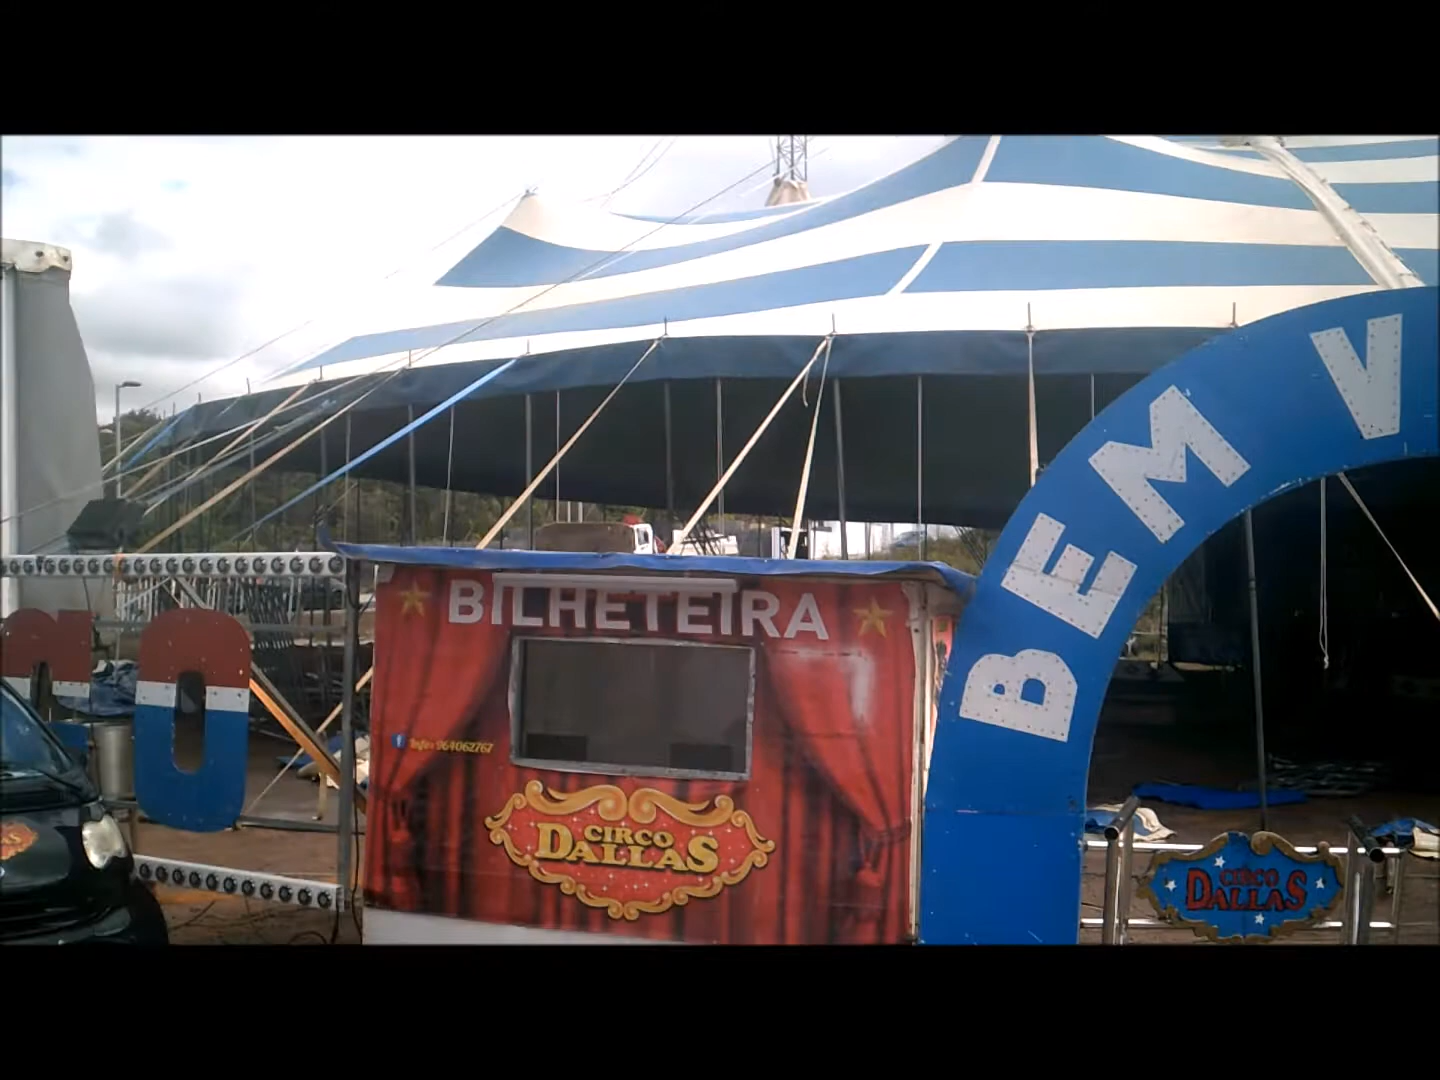 BEM V
BILHETEIRA
Info: 964062767
CIRCO
DALLAS
CIRCO
DALLAS